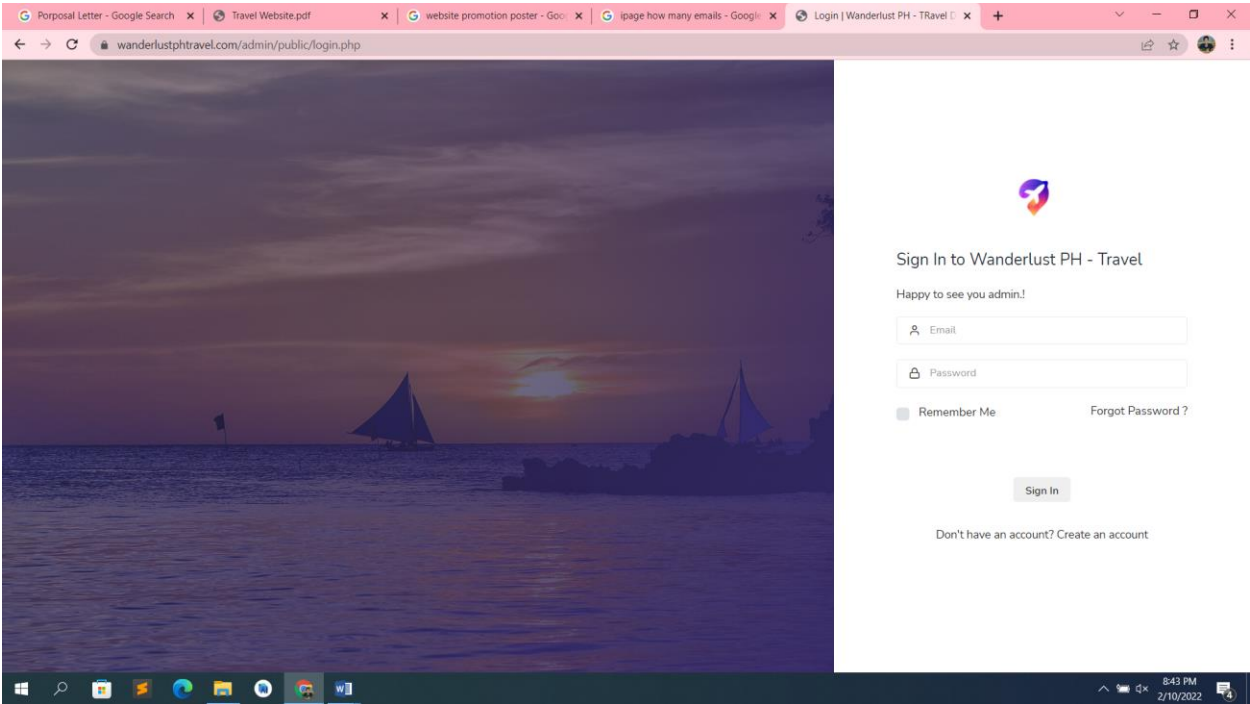 Porposal Letter - Google Search
Travel Website.pdf
website promotion poster - Goo
ipage how many emails - Google
Login | Wanderlust PH - TRavel D
wanderlustphtravel.com/admin/public/login.php
Sign In to Wanderlust PH - Travel
Happy to see you admin.!
Email
Password
Remember Me
Forgot Password ?
Sign In
Don't have an account? Create an account
8:43 PM
2/10/2022
4